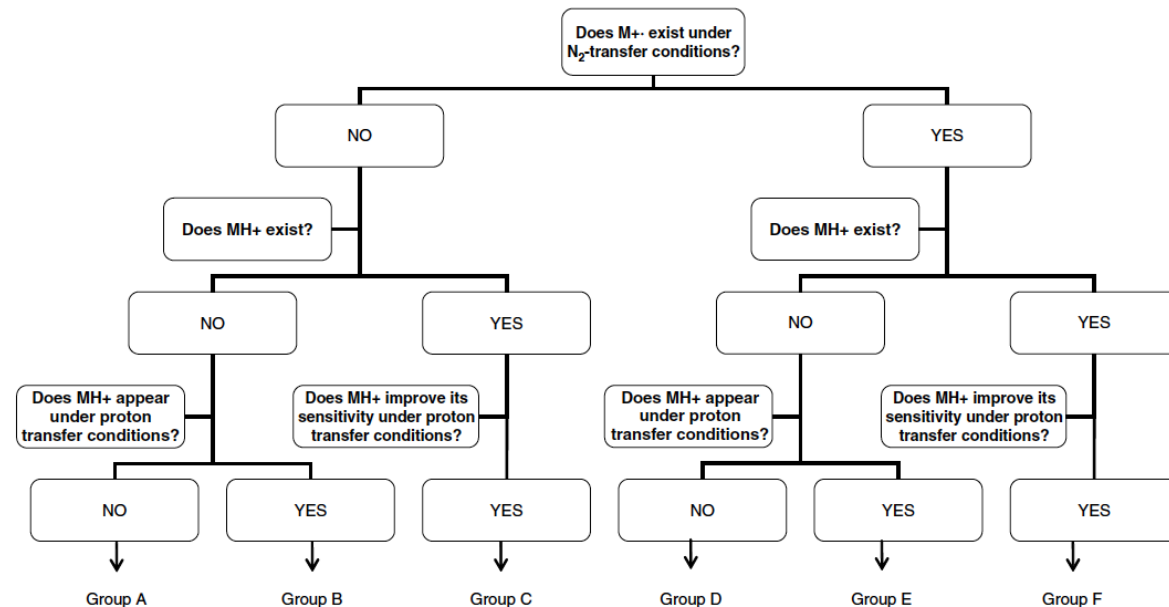 Does M+· exist under
N₂-transfer conditions?
NO
YES
Does MH+ exist?
Does MH+ exist?
NO
YES
NO
YES
Does MH+ appear
under proton
transfer conditions?
Does MH+ improve its
sensitivity under proton
transfer conditions?
Does MH+ appear
under proton
transfer conditions?
Does MH+ improve its
sensitivity under proton
transfer conditions?
NO
YES
YES
NO
YES
YES
Group A
Group B
Group C
Group D
Group E
Group F